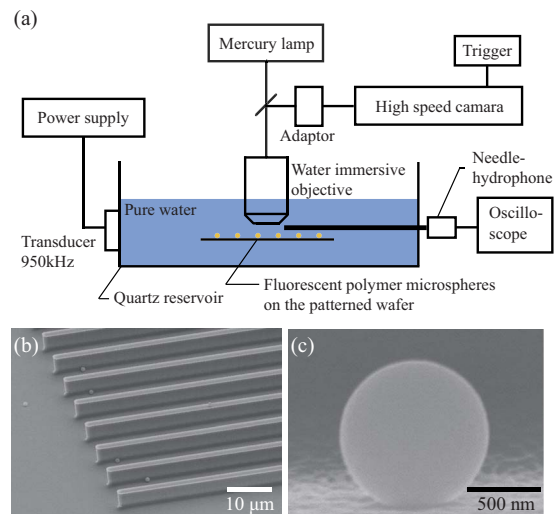 (a)
Mercury lamp
Trigger
Power supply
High speed camara
Adaptor
Water immersive
objective
Needle-
hydrophone
Pure water
Oscillo-
scope
Transducer
950kHz
Fluorescent polymer microspheres
on the patterned wafer
Quartz reservoir
(b)
10 μm
(c)
500 nm